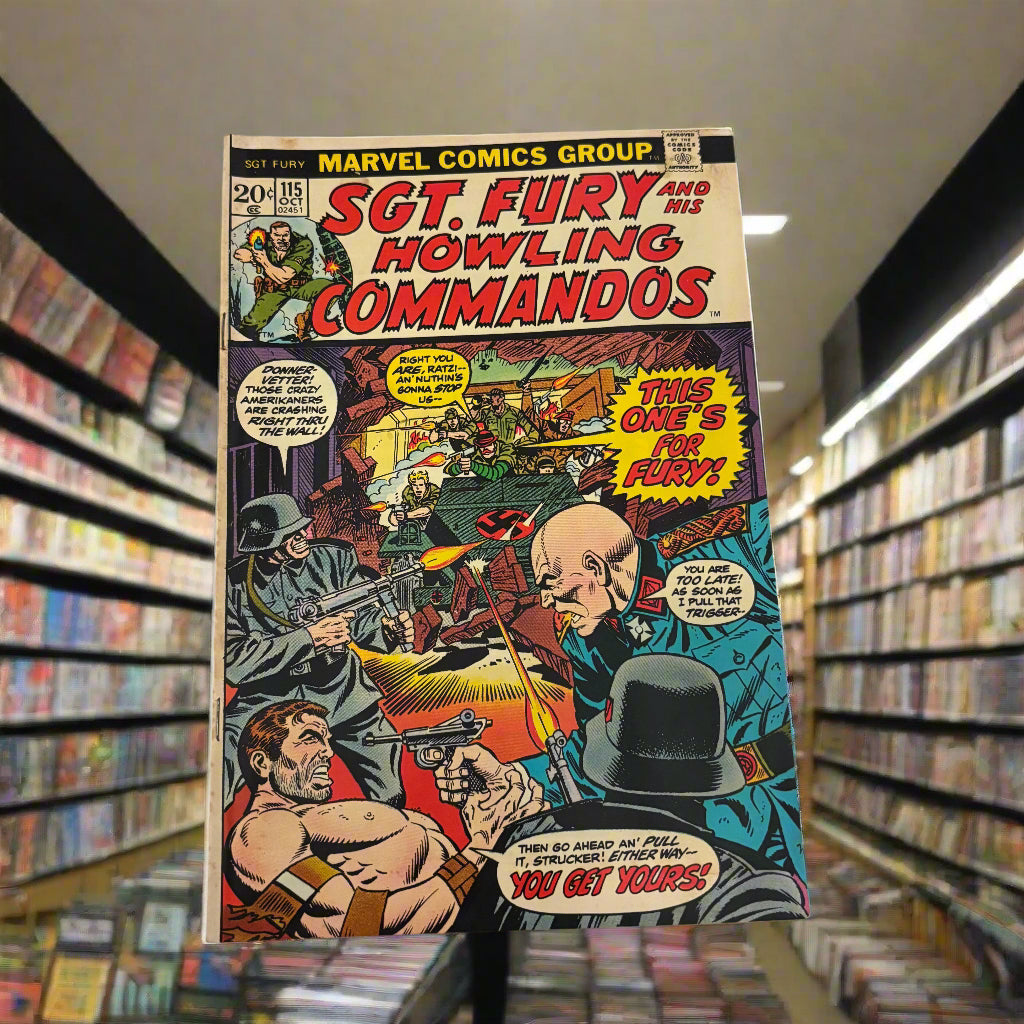 SGT FURY
MARVEL COMICS GROUP
APPROVED
BY THE
COMICS
CODE
AUTHORITY
20¢
CC
115
OCT
02451
SGT. FURY AND HIS
HOWLING
COMMANDOS
TM
TM
DONNER-
VETTER!
THOSE CRAZY
AMERIKANERS
ARE CRASHING
RIGHT THRU
THE WALL!
RIGHT YOU
ARE, RATZI--
AN' NUTHIN'S
GONNA STOP
US--
THIS
ONE'S
FOR
FURY!
YOU ARE
TOO LATE!
AS SOON AS
I PULL THAT
TRIGGER--
THEN GO AHEAD AN' PULL
IT, STRUCKER! EITHER WAY--
YOU GET YOURS!